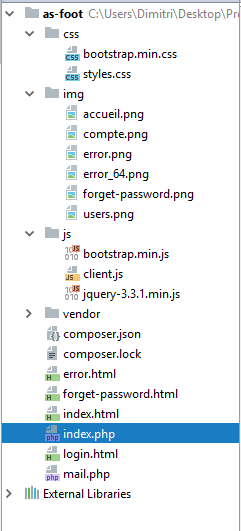 as-foot C:\Users\Dimitri\Desktop\Pr
css
bootstrap.min.css
styles.css
img
accueil.png
compte.png
error.png
error_64.png
forget-password.png
users.png
js
bootstrap.min.js
client.js
jquery-3.3.1.min.js
vendor
composer.json
composer.lock
error.html
forget-password.html
index.html
index.php
login.html
mail.php
External Libraries